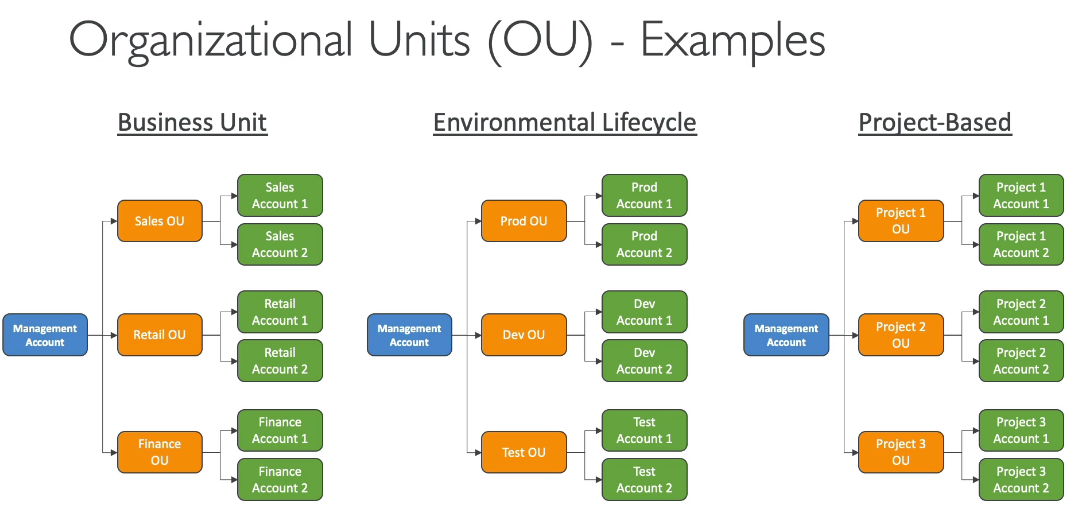 Organizational Units (OU) - Examples
Business Unit
Sales
Account 1
Sales OU
Sales
Account 2
Retail
Account 1
Management
Account
Retail OU
Retail
Account 2
Finance
Account 1
Finance
OU
Finance
Account 2
Environmental Lifecycle
Prod
Account 1
Prod OU
Prod
Account 2
Dev
Account 1
Management
Account
Dev OU
Dev
Account 2
Test
Account 1
Test OU
Test
Account 2
Project-Based
Project 1
Account 1
Project 1
OU
Project 1
Account 2
Project 2
Account 1
Management
Account
Project 2
OU
Project 2
Account 2
Project 3
Account 1
Project 3
OU
Project 3
Account 2